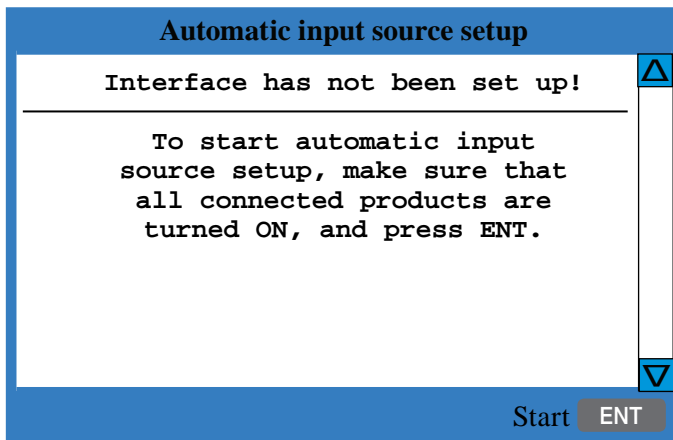 Automatic input source setup
Interface has not been set up!
To start automatic input
source setup, make sure that
all connected products are
turned ON, and press ENT.
Start ENT